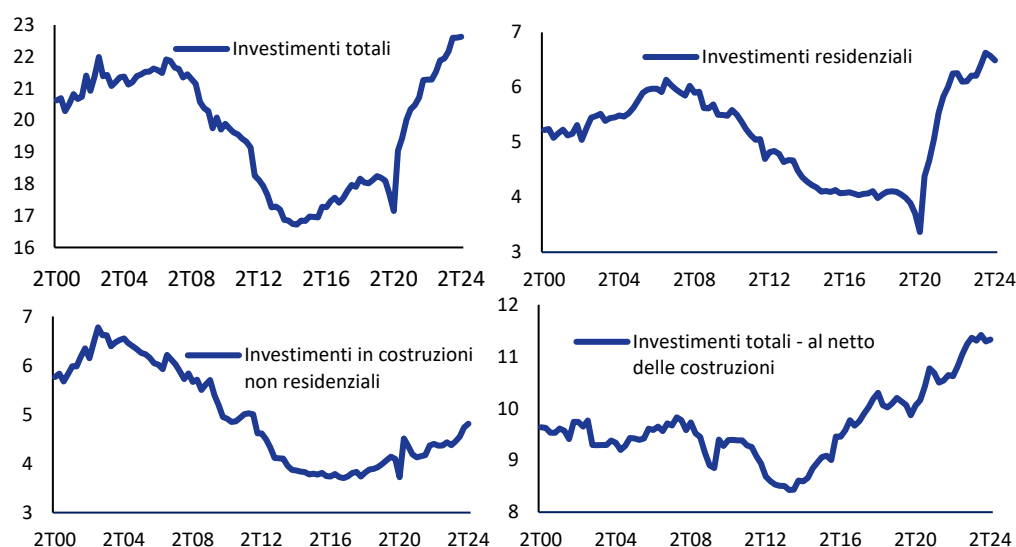 Investimenti totali
23
22
21
20
19
18
17
16
2T00 2T04 2T08 2T12 2T16 2T20 2T24
Investimenti residenziali
7
6
5
4
3
2T00 2T04 2T08 2T12 2T16 2T20 2T24
Investimenti in costruzioni
non residenziali
7
6
5
4
3
2T00 2T04 2T08 2T12 2T16 2T20 2T24
Investimenti totali - al netto
delle costruzioni
12
11
10
9
8
2T00 2T04 2T08 2T12 2T16 2T20 2T24